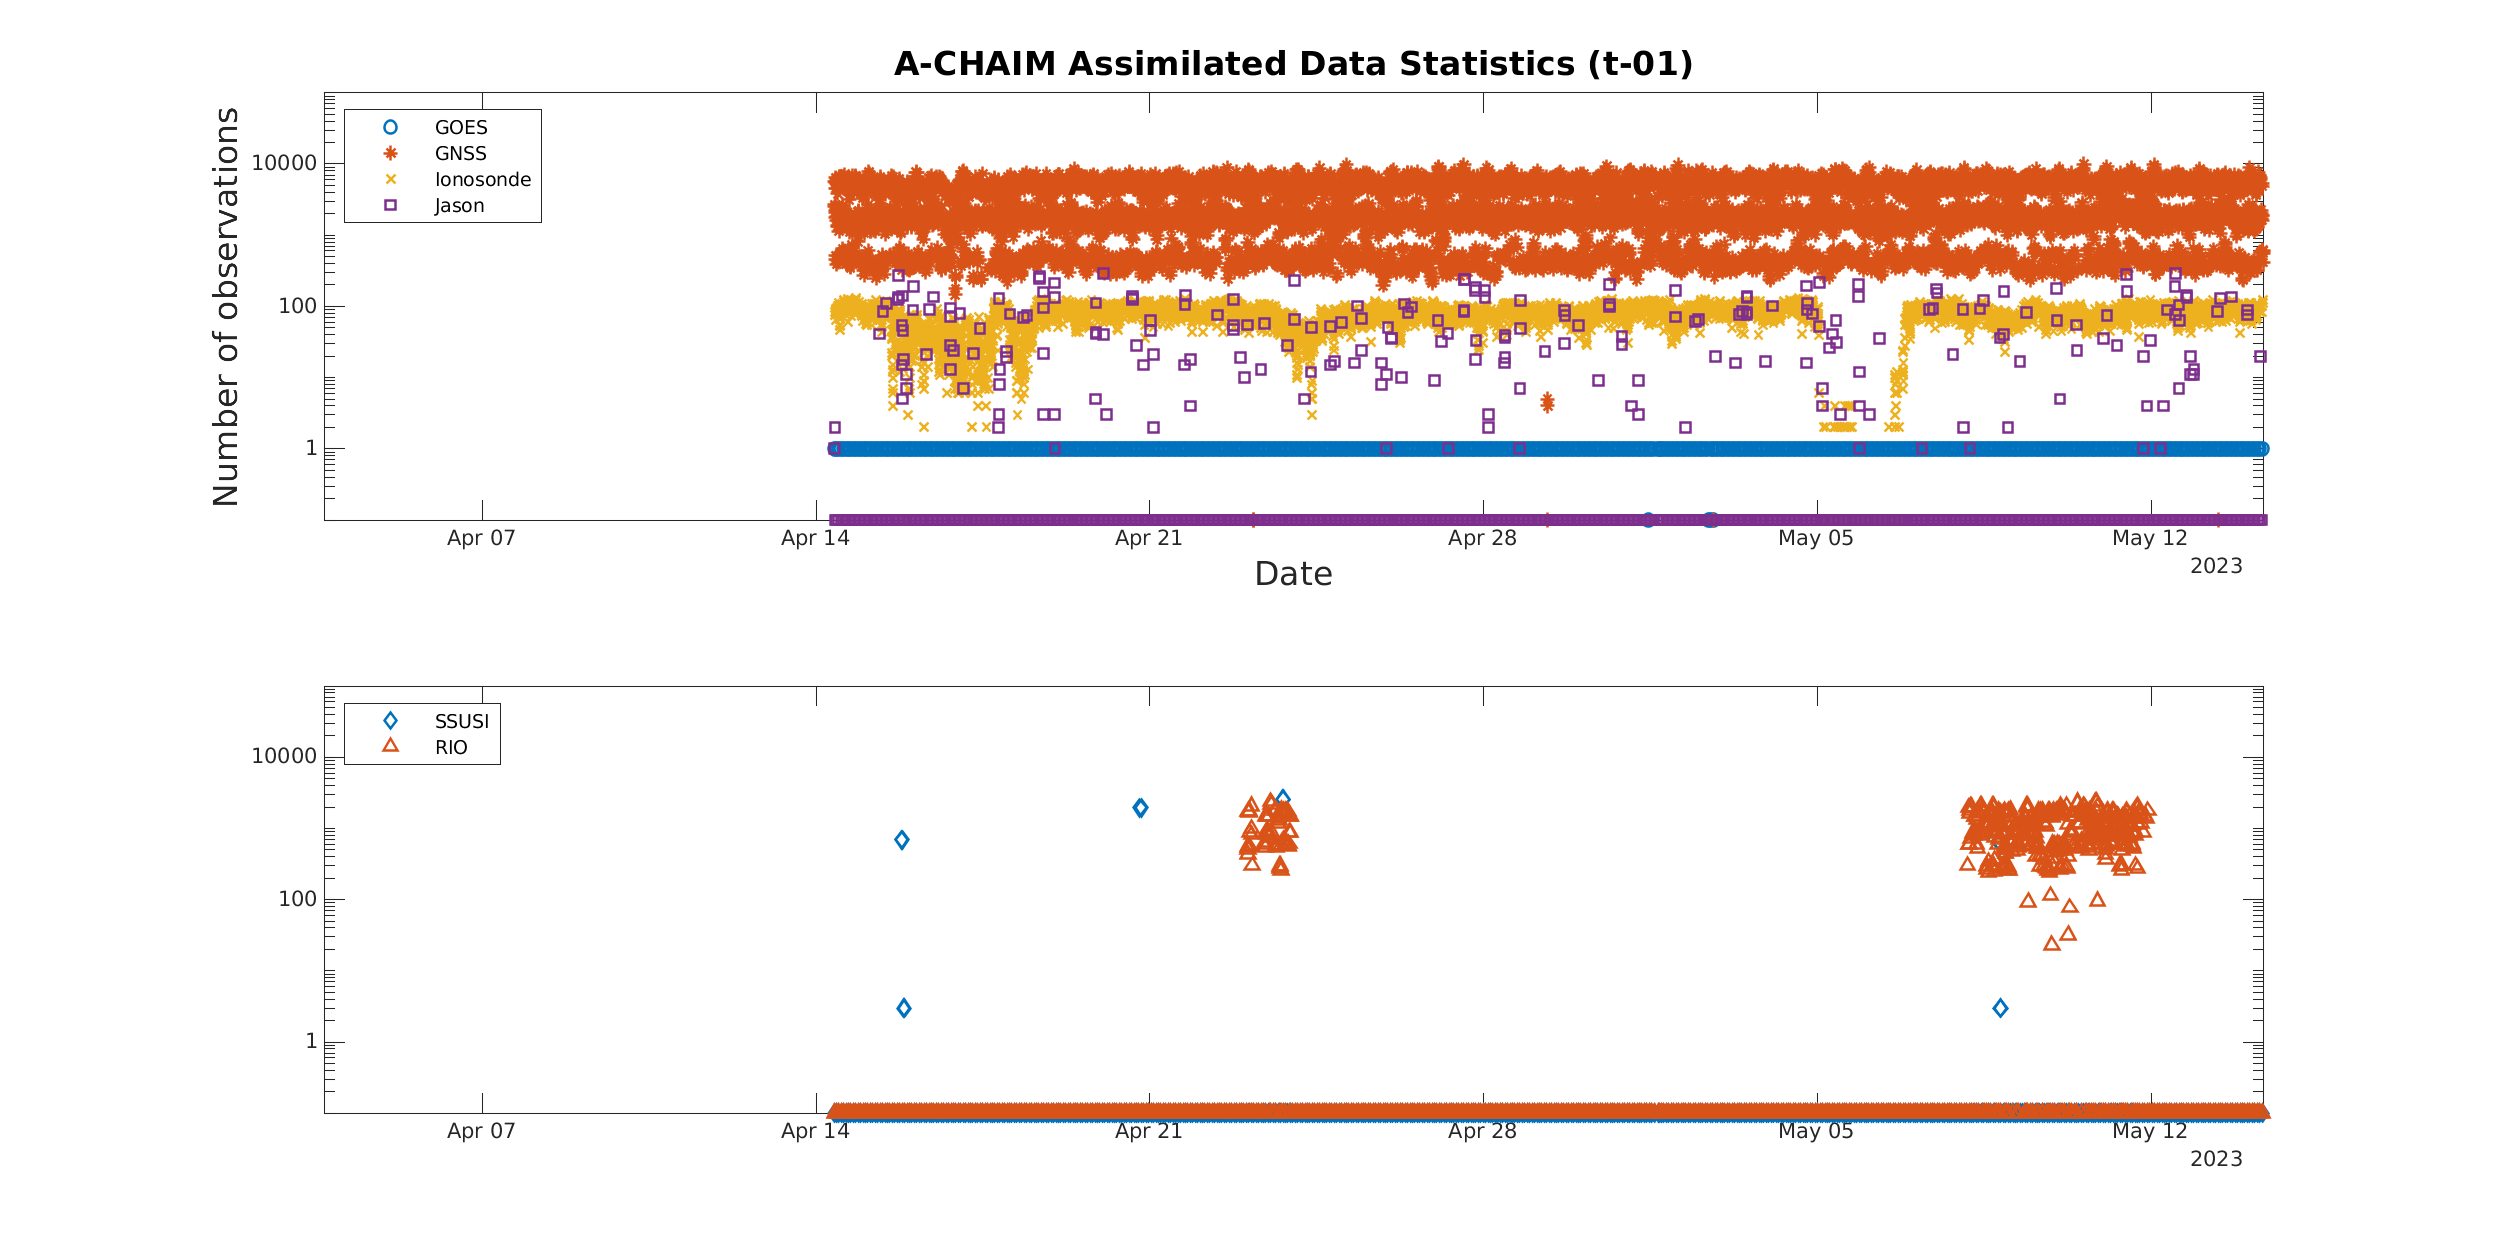 A-CHAIM Assimilated Data Statistics (t-01)
Number of observations
10000
100
1
GOES
GNSS
Ionosonde
Jason
Apr 07
Apr 14
Apr 21
Apr 28
May 05
May 12
2023
Date
10000
100
1
SSUSI
RIO
Apr 07
Apr 14
Apr 21
Apr 28
May 05
May 12
2023